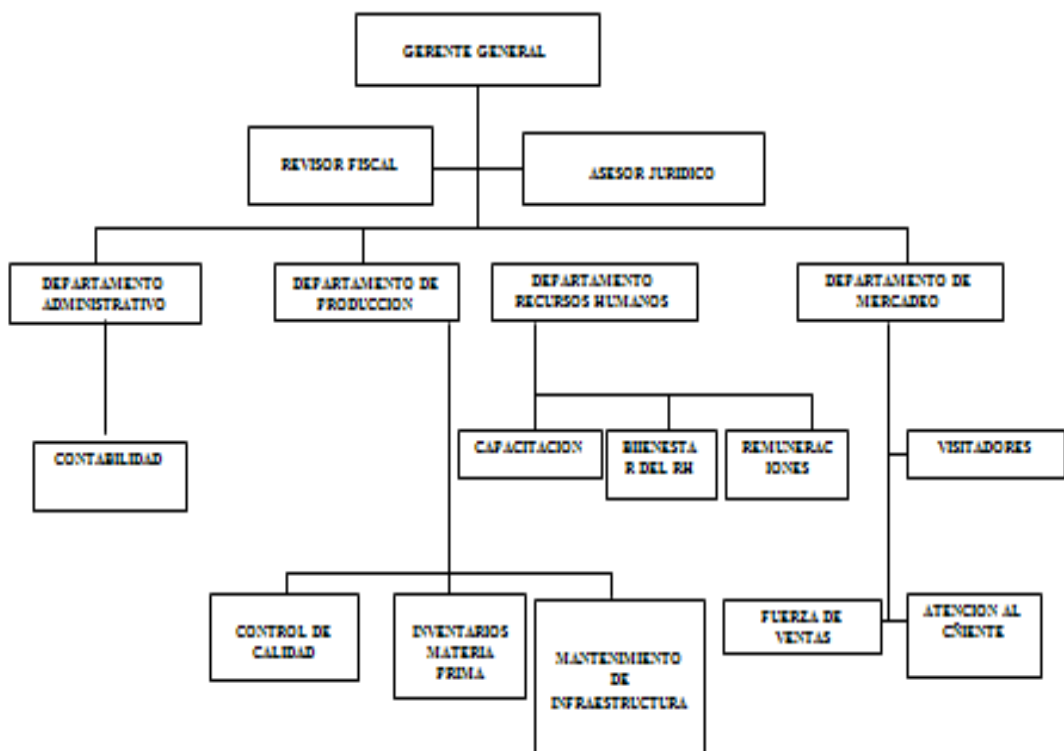 GERENTE GENERAL
REVISOR FISCAL
ASESOR JURIDICO
DEPARTAMENTO
ADMINISTRATIVO
DEPARTAMENTO DE
PRODUCCION
DEPARTAMENTO
RECURSOS HUMANOS
DEPARTAMENTO DE
MERCADEO
CONTABILIDAD
CAPACITACION
BIIENESTA
R DEL RH
REMUNERAC
IONES
VISITADORES
CONTROL DE
CALIDAD
INVENTARIOS
MATERIA
PRIMA
MANTENIMIENTO
DE
INFRAESTRUCTURA
FUERZA DE
VENTAS
ATENCION AL
CÑIENTE